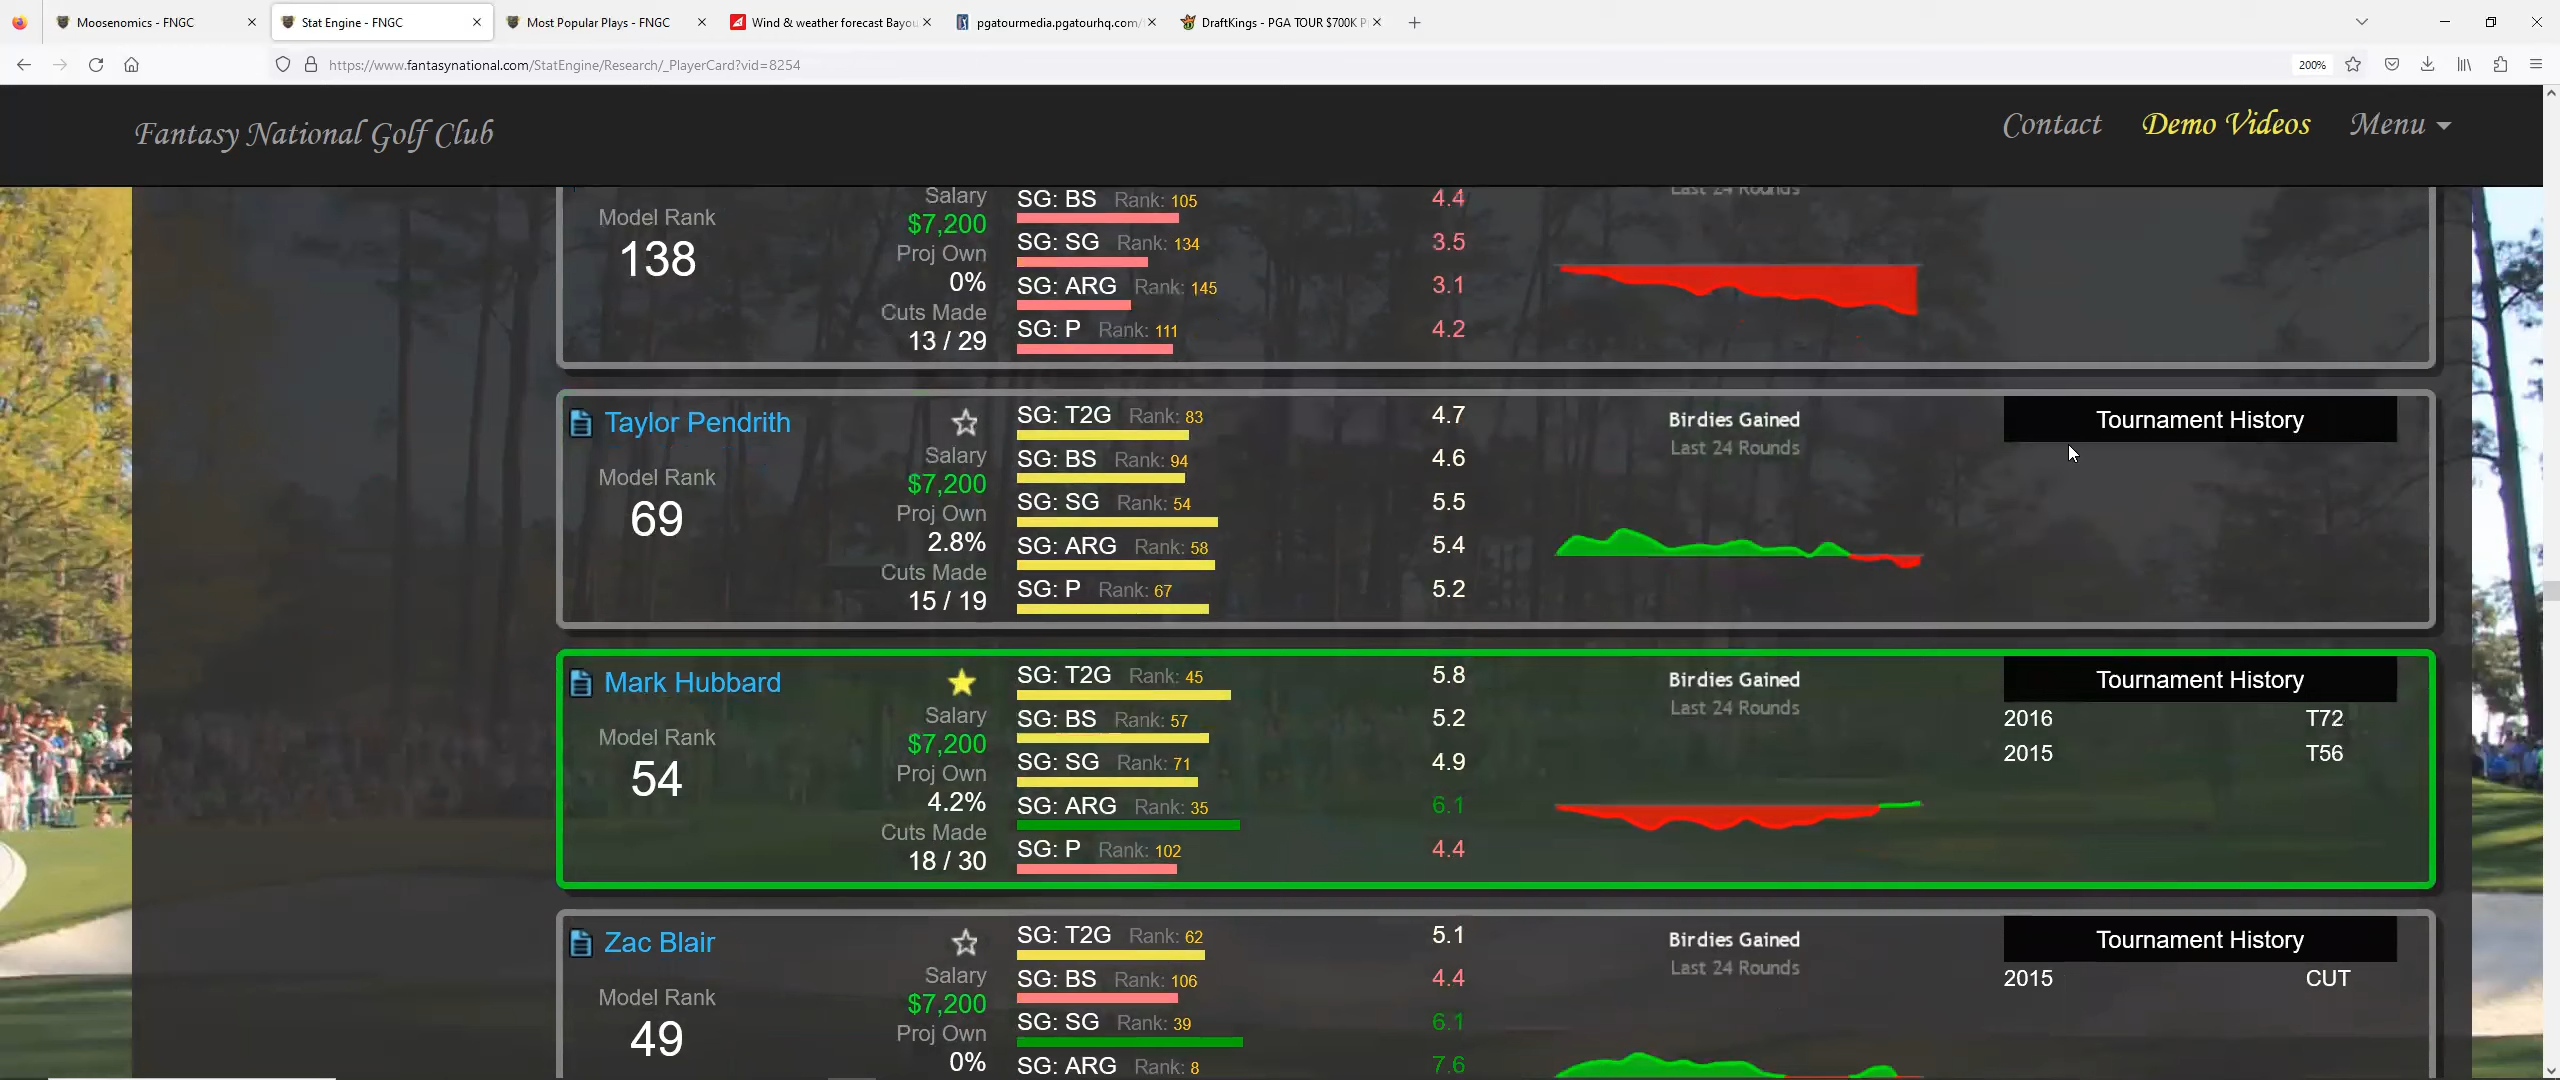 Moosenomics - FNGC
Stat Engine - FNGC
Most Popular Plays - FNGC
Wind & weather forecast Bayou
pgatourmedia.pgatourhq.com/
DraftKings - PGA TOUR $700K P
https://www.fantasynational.com/StatEngine/Research/_PlayerCard?vid=8254
200%
Fantasy National Golf Club
Contact
Demo Videos
Menu
Model Rank
138
Salary
$7,200
Proj Own
0%
Cuts Made
13 / 29
SG: BS Rank: 105 4.4
SG: SG Rank: 134 3.5
SG: ARG Rank: 145 3.1
SG: P Rank: 111 4.2
Last 24 Rounds
Taylor Pendrith
Model Rank
69
Salary
$7,200
Proj Own
2.8%
Cuts Made
15 / 19
SG: T2G Rank: 83 4.7
SG: BS Rank: 94 4.6
SG: SG Rank: 54 5.5
SG: ARG Rank: 58 5.4
SG: P Rank: 67 5.2
Birdies Gained
Last 24 Rounds
Tournament History
Mark Hubbard
Model Rank
54
Salary
$7,200
Proj Own
4.2%
Cuts Made
18 / 30
SG: T2G Rank: 45 5.8
SG: BS Rank: 57 5.2
SG: SG Rank: 71 4.9
SG: ARG Rank: 35 6.1
SG: P Rank: 102 4.4
Birdies Gained
Last 24 Rounds
Tournament History
2016 T72
2015 T56
Zac Blair
Model Rank
49
Salary
$7,200
Proj Own
0%
SG: T2G Rank: 62 5.1
SG: BS Rank: 106 4.4
SG: SG Rank: 39 6.1
SG: ARG Rank: 8 7.6
Birdies Gained
Last 24 Rounds
Tournament History
2015 CUT